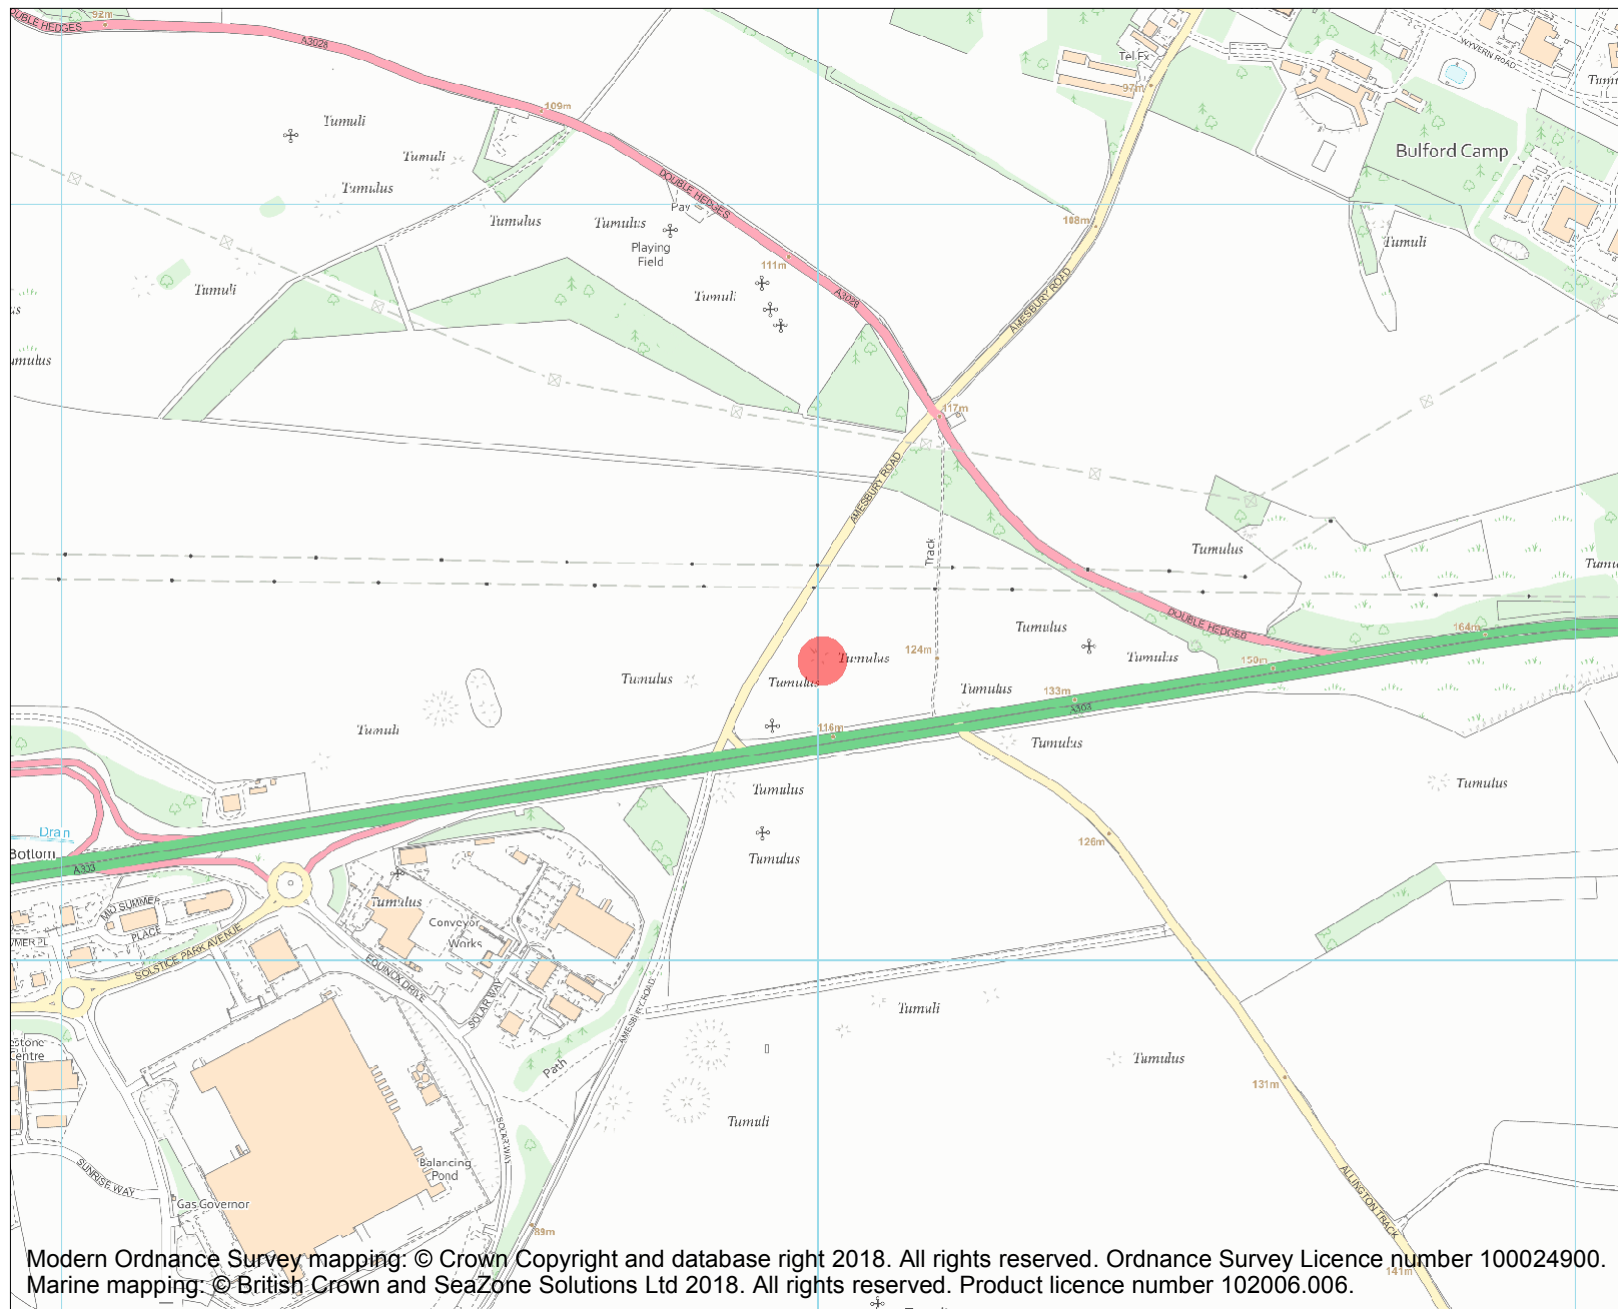 DOUBLE HEDGES
92m
A3028
109m
Tumuli
Tumuli
Tumulus
Tumulus
Tumulus
DOUBLE HEDGES
Pav
Playing
Field
111m
Tumuli
Tumuli
A3028
Tel Ex
97m
WYVERN ROAD
Bulford Camp
108m
Tumuli
AMESBURY ROAD
117m
AMESBURY ROAD
Track
Tumulus
DOUBLE HEDGES
164m
150m
Tumulus
Tumulus
124m
Tumulus
Tumulus
Tumulus
Tumulus
133m
A303
116m
Tumulus
Tumuli
Tumulus
Tumulus
Tumulus
126m
Drain
Bottom
A303
MID SUMMER
PLACE
SOLSTICE PARK AVENUE
Tumulus
Conveyor
Works
EQUINOX DRIVE
SOLAR WAY
AMESBURY ROAD
Path
Tumuli
Tumulus
131m
Tumuli
SOLAR WAY
Balancing
Pond
SUNRISE WAY
Gas Governor
ALLINGTON TRACK
141m
Modern Ordnance Survey mapping: © Crown Copyright and database right 2018. All rights reserved. Ordnance Survey Licence number 100024900.
Marine mapping: © British Crown and SeaZone Solutions Ltd 2018. All rights reserved. Product licence number 102006.006.